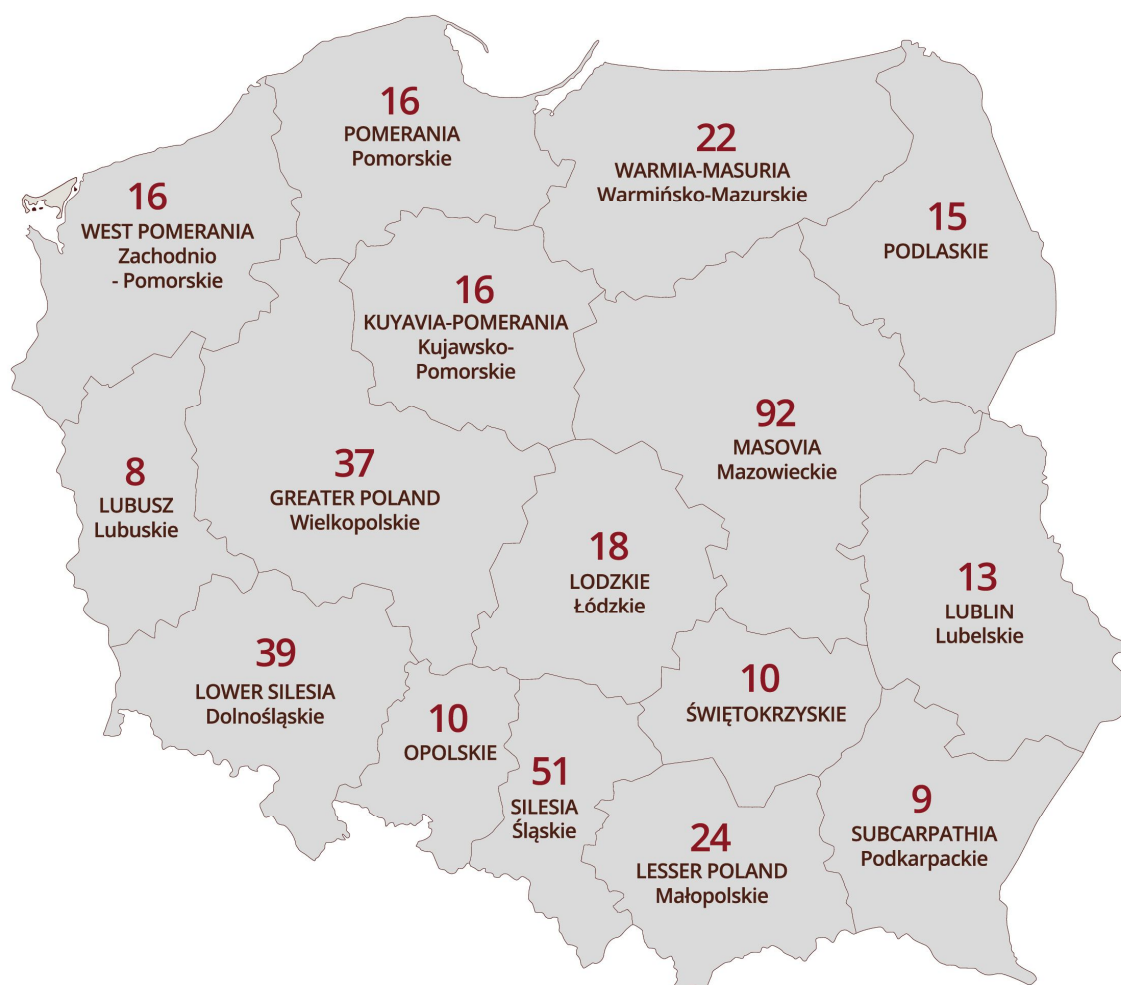 16
POMERANIA
Pomorskie
22
WARMIA-MASURIA
Warmińsko-Mazurskie
16
WEST POMERANIA
Zachodnio
- Pomorskie
15
PODLASKIE
16
KUYAVIA-POMERANIA
Kujawsko-
Pomorskie
92
MASOVIA
Mazowieckie
8
LUBUSZ
Lubuskie
37
GREATER POLAND
Wielkopolskie
18
LODZKIE
Łódzkie
13
LUBLIN
Lubelskie
39
LOWER SILESIA
Dolnośląskie
10
OPOLSKIE
10
ŚWIĘTOKRZYSKIE
51
SILESIA
Śląskie
24
LESSER POLAND
Małopolskie
9
SUBCARPATHIA
Podkarpackie